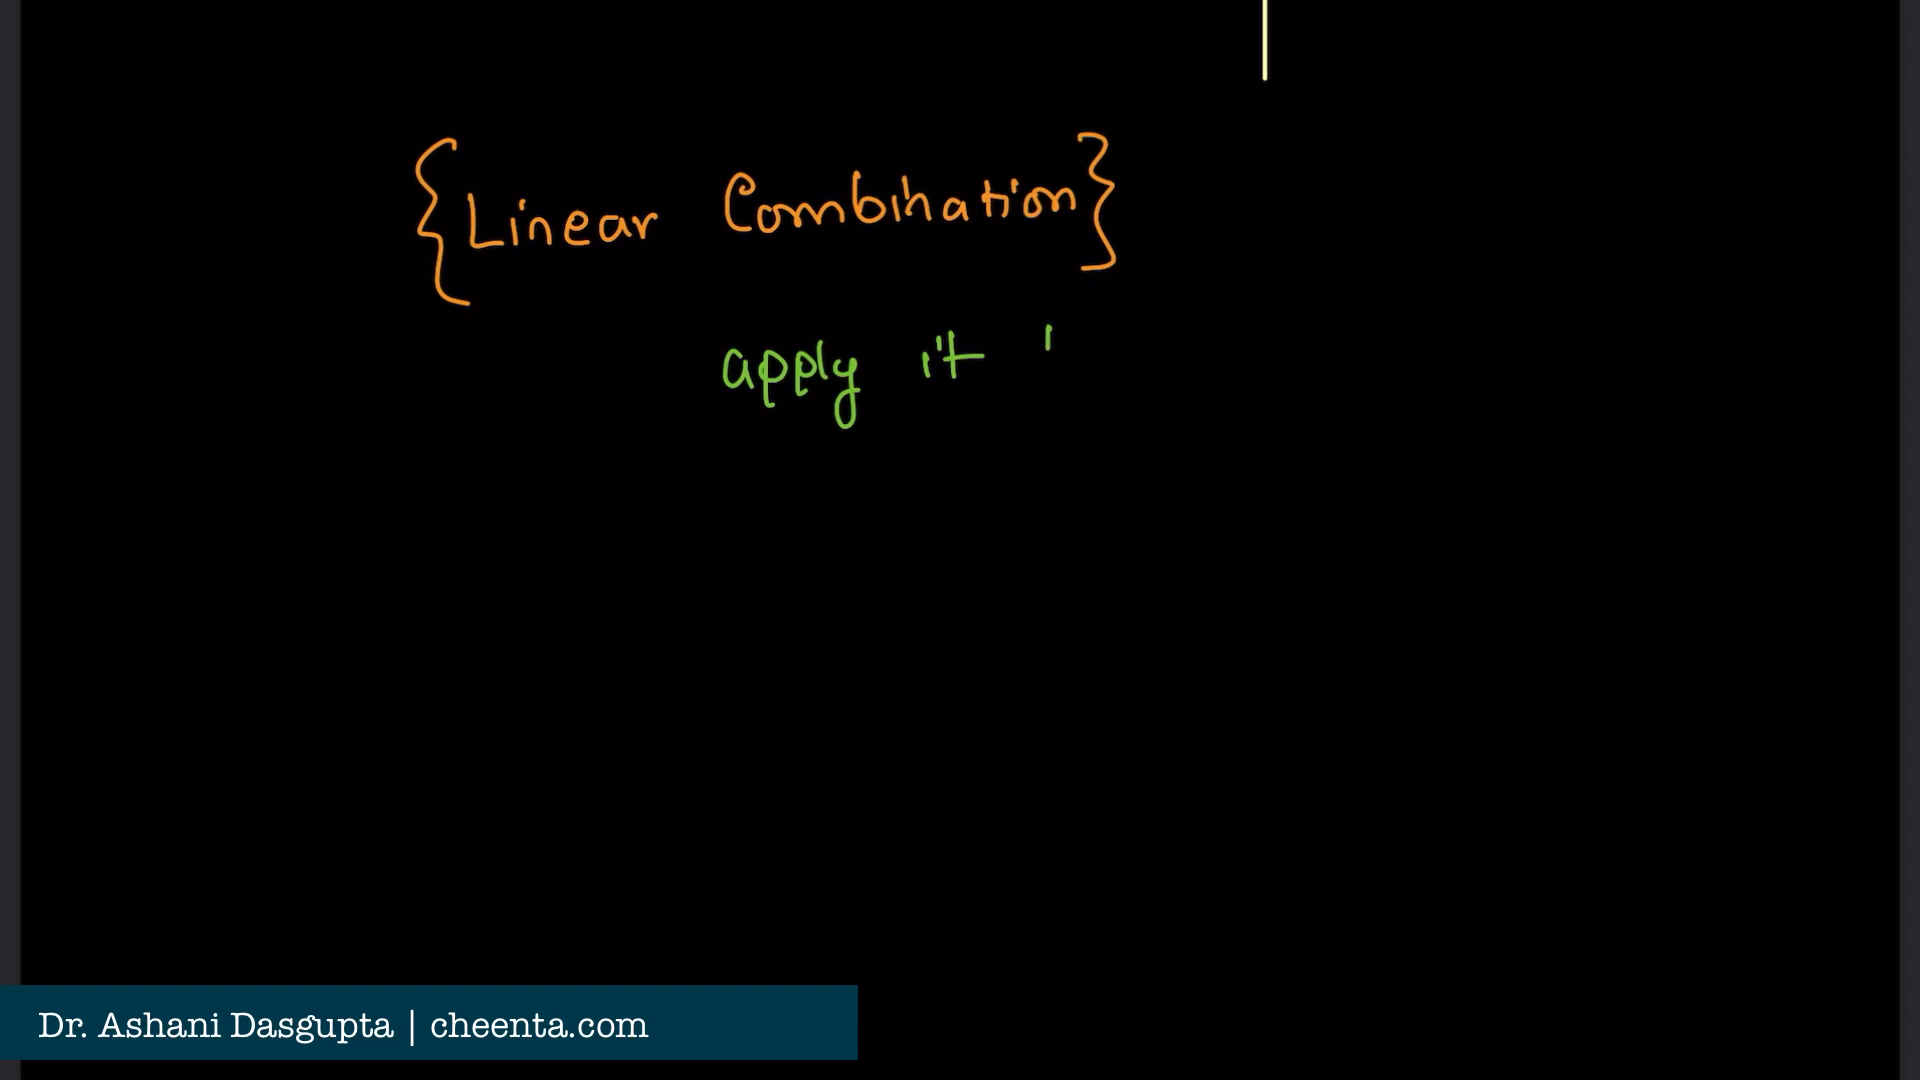 {Linear Combination}
apply it
Dr. Ashani Dasgupta | cheenta.com